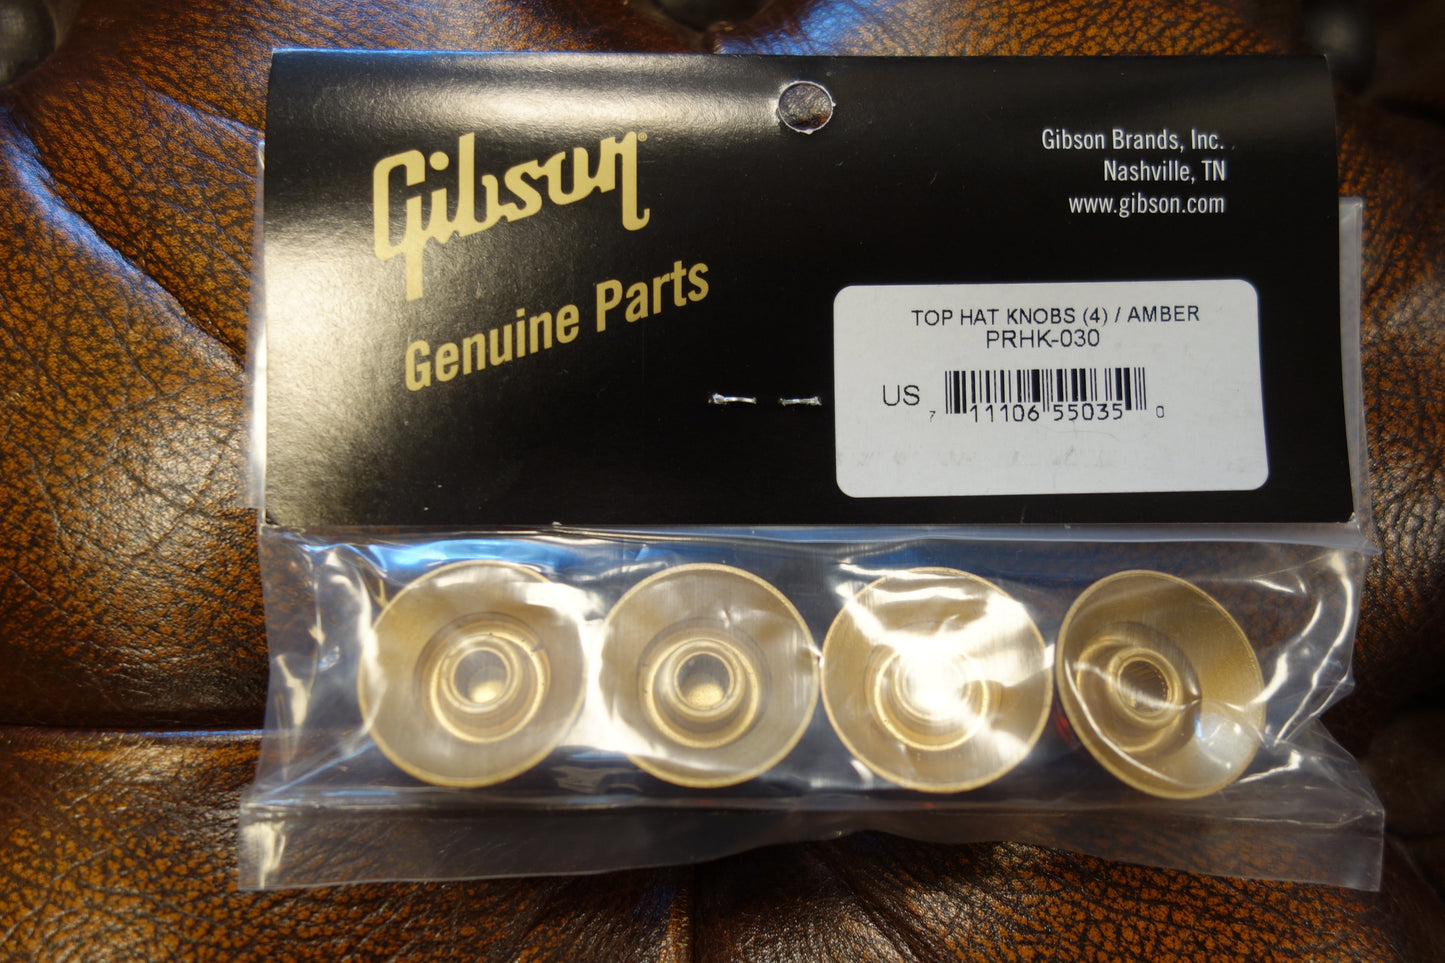 Gibson
Genuine Parts
Gibson Brands, Inc.
Nashville, TN
www.gibson.com
TOP HAT KNOBS (4) / AMBER
PRHK-030
US
7 11106 55035 0